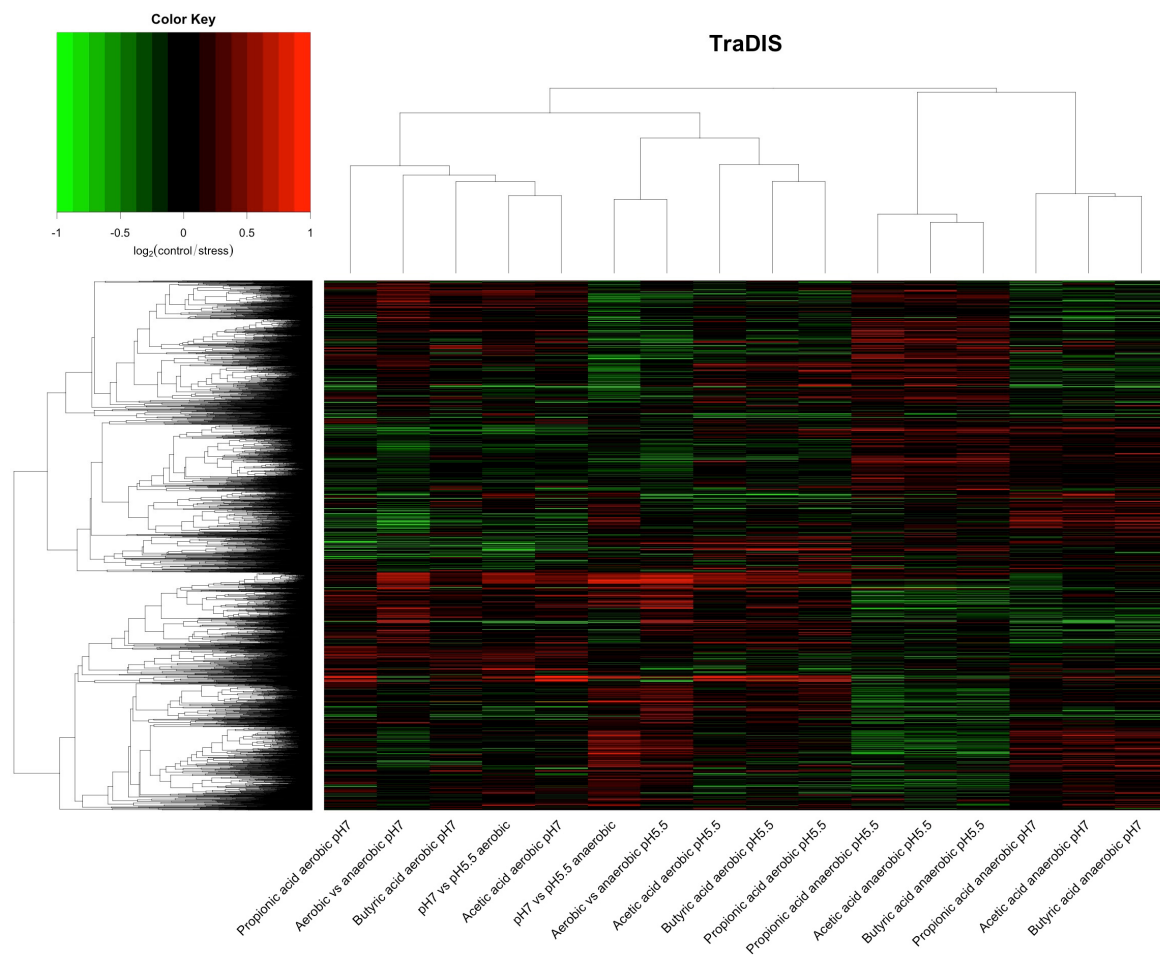 Color Key
TraDIS
-1 -0.5 0 0.5 1
log₂(control/stress)
Propionic acid aerobic pH7
Aerobic vs anaerobic pH7
Butyric acid aerobic pH7
pH7 vs pH5.5 aerobic
Acetic acid aerobic pH7
pH7 vs pH5.5 anaerobic
Aerobic vs anaerobic pH5.5
Acetic acid aerobic pH5.5
Butyric acid aerobic pH5.5
Propionic acid aerobic pH5.5
Propionic acid anaerobic pH5.5
Acetic acid anaerobic pH5.5
Butyric acid anaerobic pH5.5
Propionic acid anaerobic pH7
Acetic acid anaerobic pH7
Butyric acid anaerobic pH7